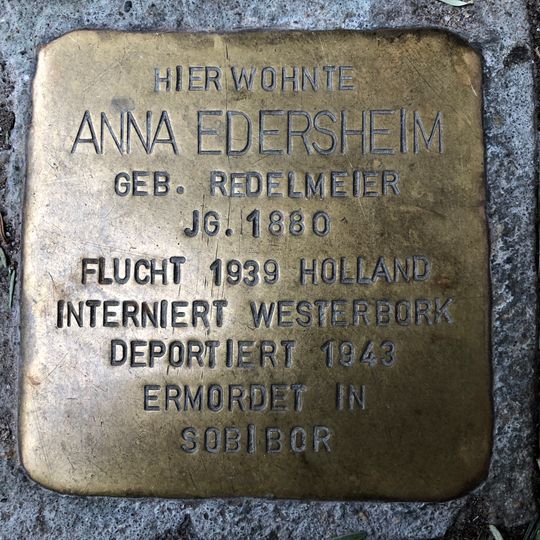 HIER WOHNTE
ANNA EDERSHEIM
GEB. REDELMEIER
JG. 1880
FLUCHT 1939 HOLLAND
INTERNIERT WESTERBORK
DEPORTIERT 1943
ERMORDET IN
SOBIBOR